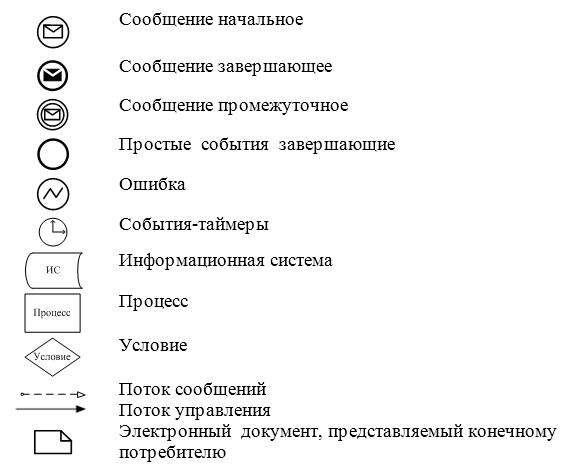 Сообщение начальное
Сообщение завершающее
Сообщение промежуточное
Простые события завершающие
Ошибка
События-таймеры
ИС
Информационная система
Процесс
Процесс
Условие
Условие
Поток сообщений
Поток управления
Электронный документ, представляемый конечному
потребителю